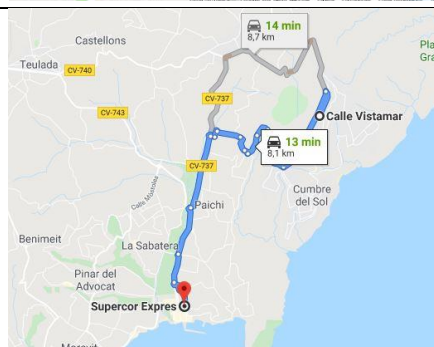 14 min
8,7 km
Castellons
Teulada
CV-740
CV-737
CV-743
Calle Vistamar
13 min
8,1 km
CV-737
Cumbre
del Sol
Paichi
Benimeit
La Sabatera
Pinar del
Advocat
Supercor Expres